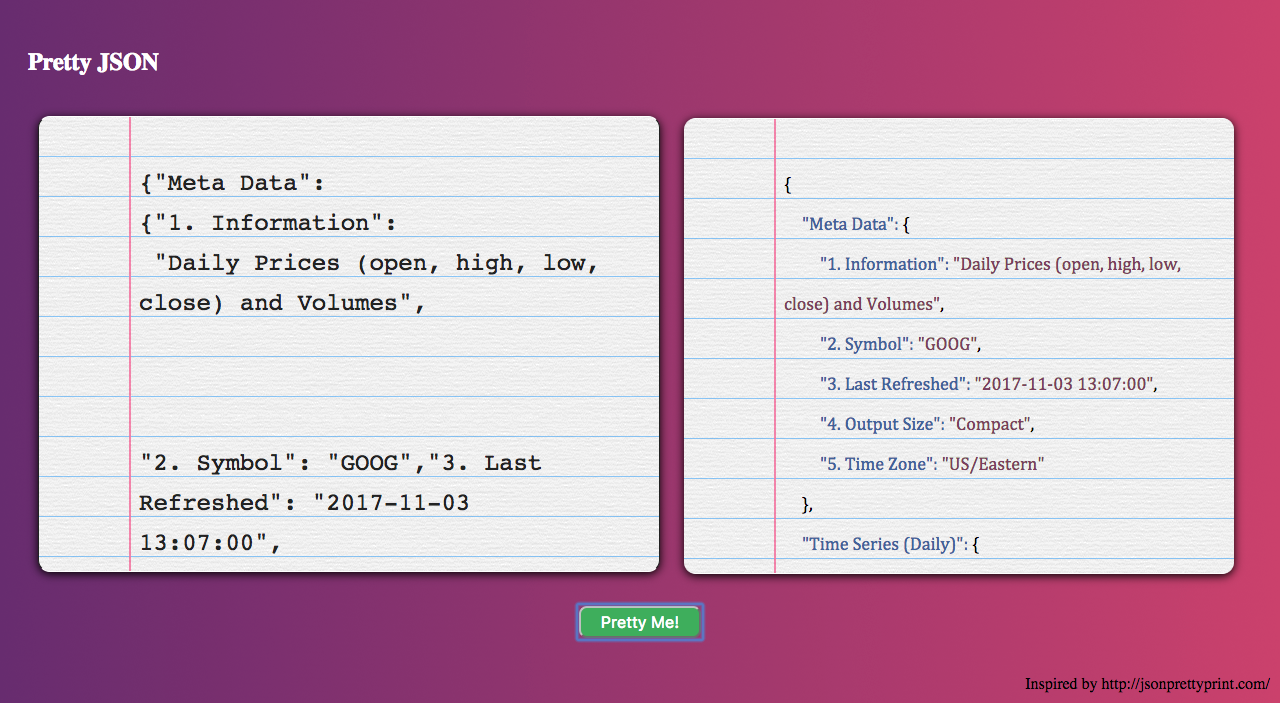 Pretty JSON
{"Meta Data":
{"1. Information":
"Daily Prices (open, high, low,
close) and Volumes",
"2. Symbol": "GOOG","3. Last
Refreshed": "2017-11-03
13:07:00",
{
"Meta Data": {
"1. Information": "Daily Prices (open, high, low,
close) and Volumes",
"2. Symbol": "GOOG",
"3. Last Refreshed": "2017-11-03 13:07:00",
"4. Output Size": "Compact",
"5. Time Zone": "US/Eastern"
},
"Time Series (Daily)": {
Pretty Me!
Inspired by http://jsonprettyprint.com/